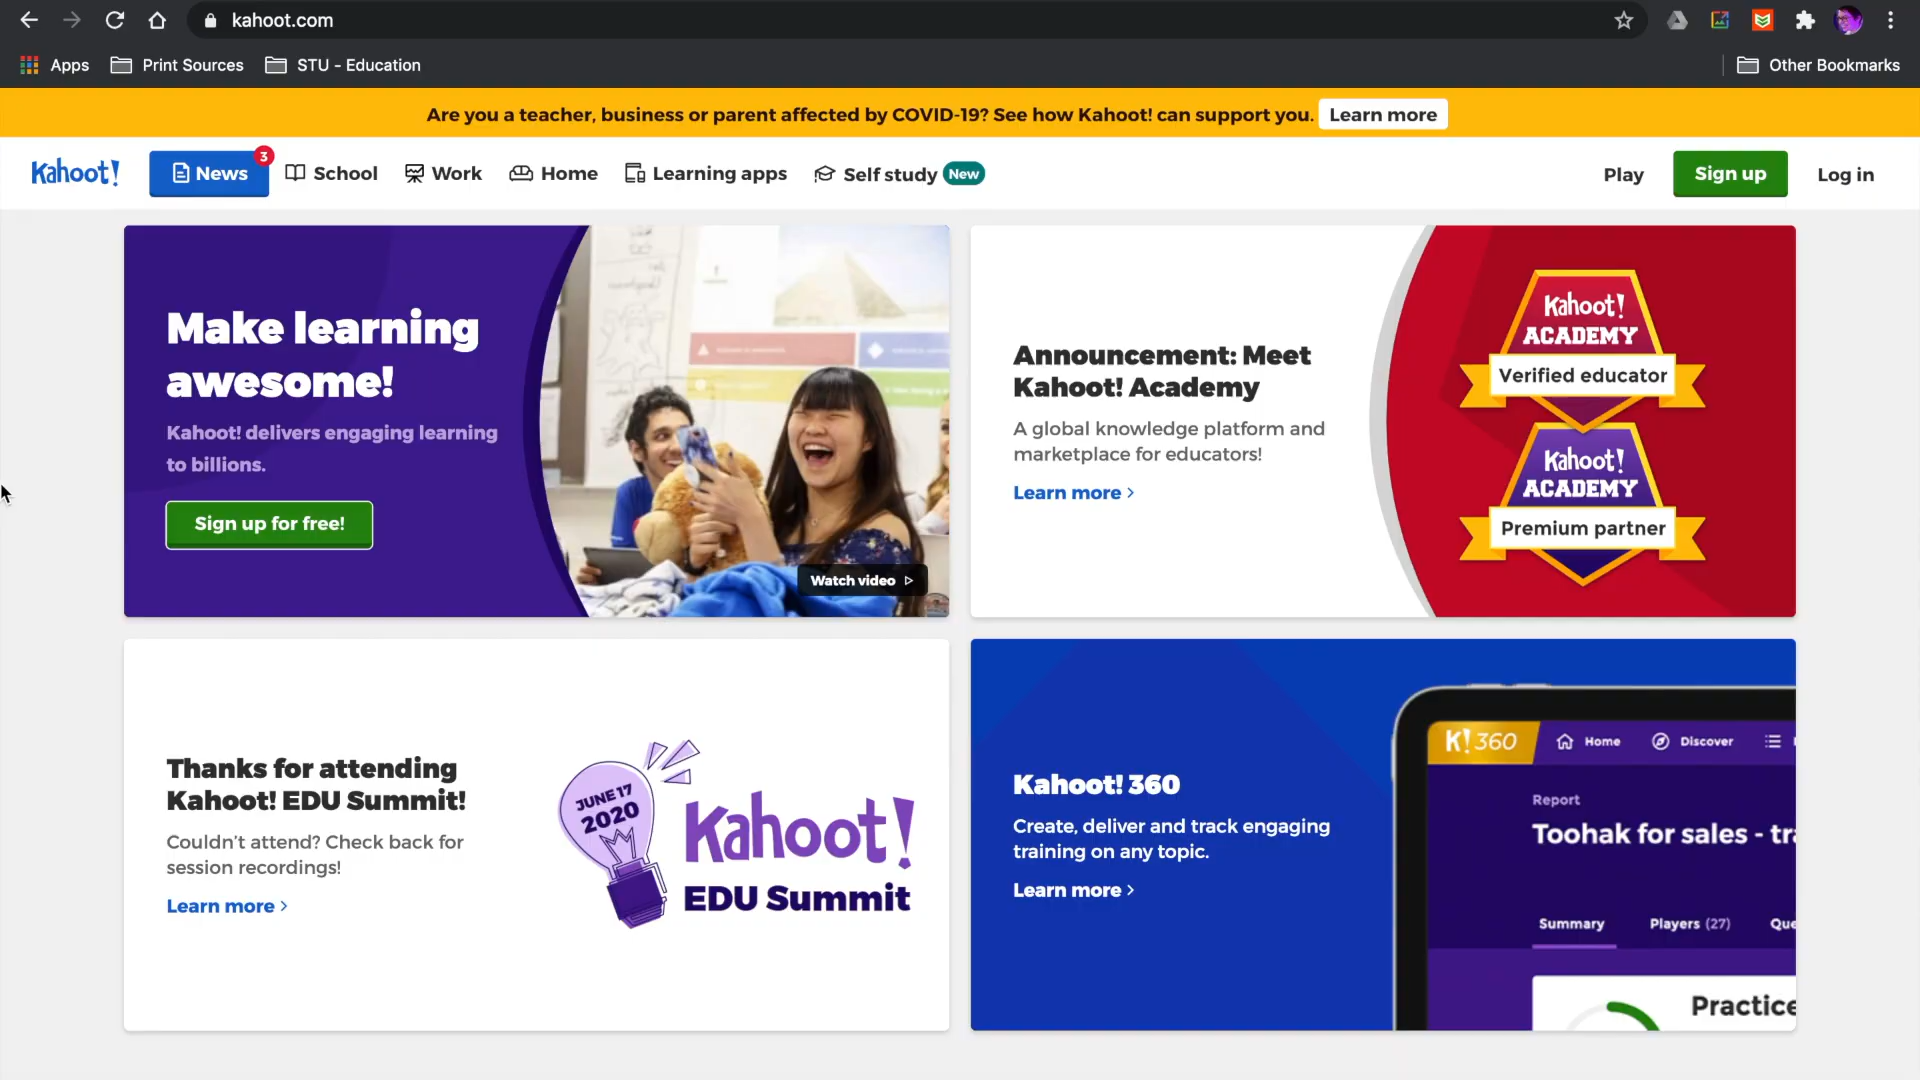 kahoot.com
Apps
Print Sources
STU - Education
Other Bookmarks
Are you a teacher, business or parent affected by COVID-19? See how Kahoot! can support you.
Learn more
Kahoot!
News
3
School
Work
Home
Learning apps
Self study
New
Play
Sign up
Log in
Make learning
awesome!
Kahoot! delivers engaging learning
to billions.
Sign up for free!
Watch video
Announcement: Meet
Kahoot! Academy
A global knowledge platform and
marketplace for educators!
Learn more
Kahoot!
ACADEMY
Verified educator
Kahoot!
ACADEMY
Premium partner
Thanks for attending
Kahoot! EDU Summit!
Couldn't attend? Check back for
session recordings!
Learn more
JUNE 17
2020
Kahoot!
EDU Summit
Kahoot! 360
Create, deliver and track engaging
training on any topic.
Learn more
K! 360
Home
Discover
Report
Toohak for sales - tra
Summary
Players (27)
Que
Practice